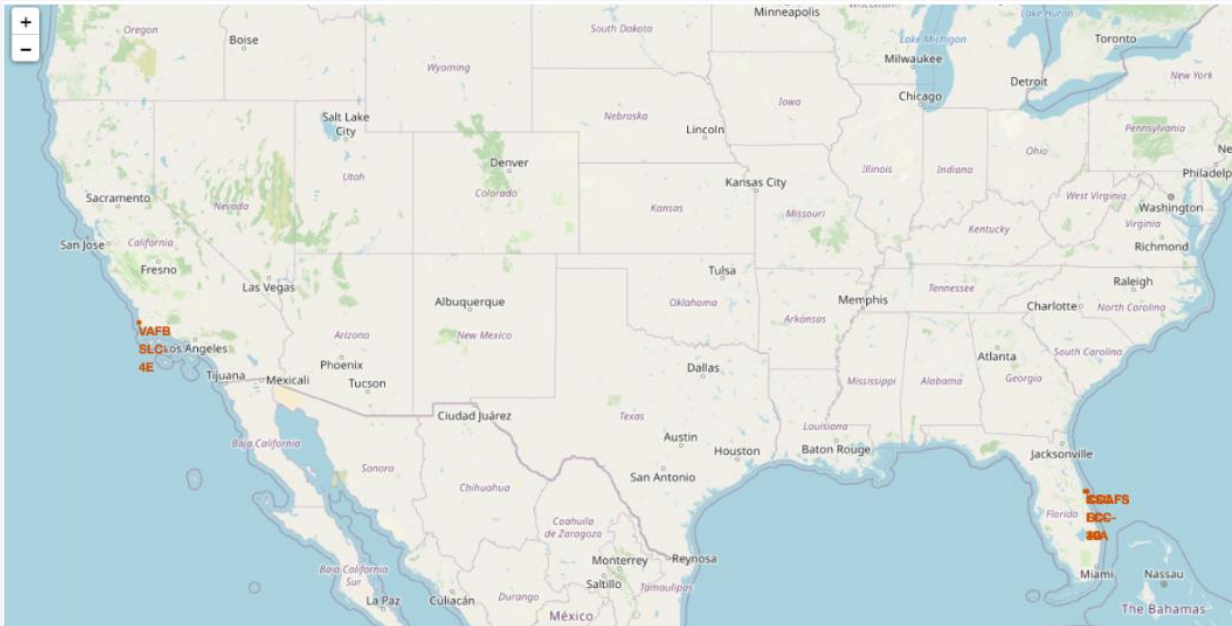 +
−
Oregon
Boise
South Dakota
Minneapolis
Wisconsin
Lake Huron
Toronto
Wyoming
Lake Michigan
Milwaukee
Detroit
New York
Chicago
Iowa
Salt Lake
City
Nebraska
Lincoln
Pennsylvania
Ohio
Illinois
Indiana
Denver
Utah
Colorado
Kansas City
Philadelp
Nevada
Sacramento
Kansas
Missouri
West Virginia
Washington
Virginia
Kentucky
San Jose
California
Richmond
Fresno
Las Vegas
Tulsa
Raleigh
Tennessee
Albuquerque
Oklahoma
Memphis
Charlotte
North Carolina
Arkansas
VAFB
SLC-
4E
Los Angeles
Arizona
New Mexico
South Carolina
Atlanta
Phoenix
Dallas
Tijuana
Mexicali
Tucson
Mississippi
Alabama
Georgia
Ciudad Juárez
Texas
Louisiana
Baja California
Austin
Houston
Baton Rouge
Jacksonville
Sonora
San Antonio
Chihuahua
Florida
Coahuila
de Zaragoza
Monterrey
Reynosa
Baja California
Sur
Miami
Nassau
Saltillo
Tamaulipas
Durango
La Paz
Culiacán
México
The Bahamas